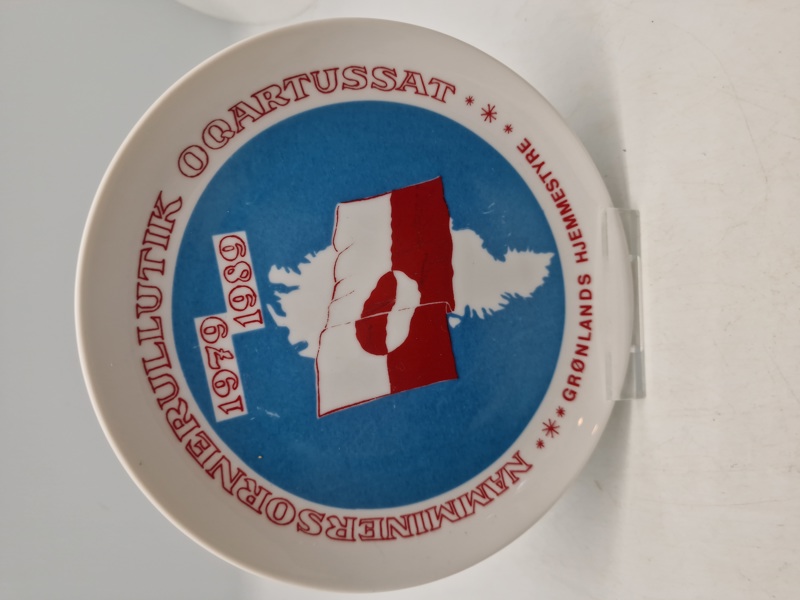 NAMMINERSORNERULLUTIK OQARTUSSAT
1979
1989
GRØNLANDS HJEMMESTYRE